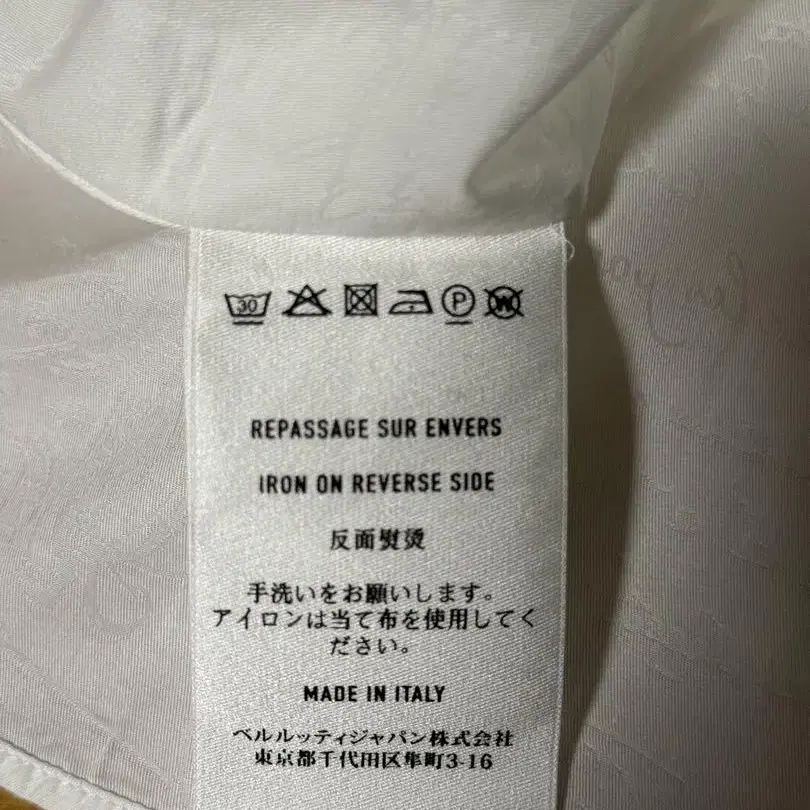 30 P W
REPASSAGE SUR ENVERS
IRON ON REVERSE SIDE
反面熨烫
手洗いをお願いします。
アイロンは当て布を使用してく
ださい。
MADE IN ITALY
ベルルッティジャパン株式会社
東京都千代田区隼町3-16